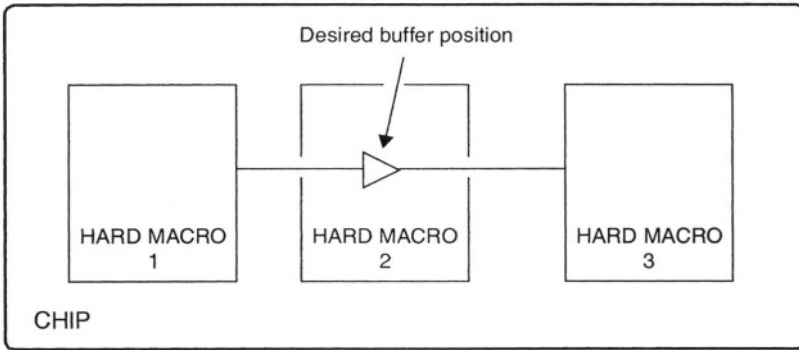 Desired buffer position
HARD MACRO
1
HARD MACRO
2
HARD MACRO
3
CHIP